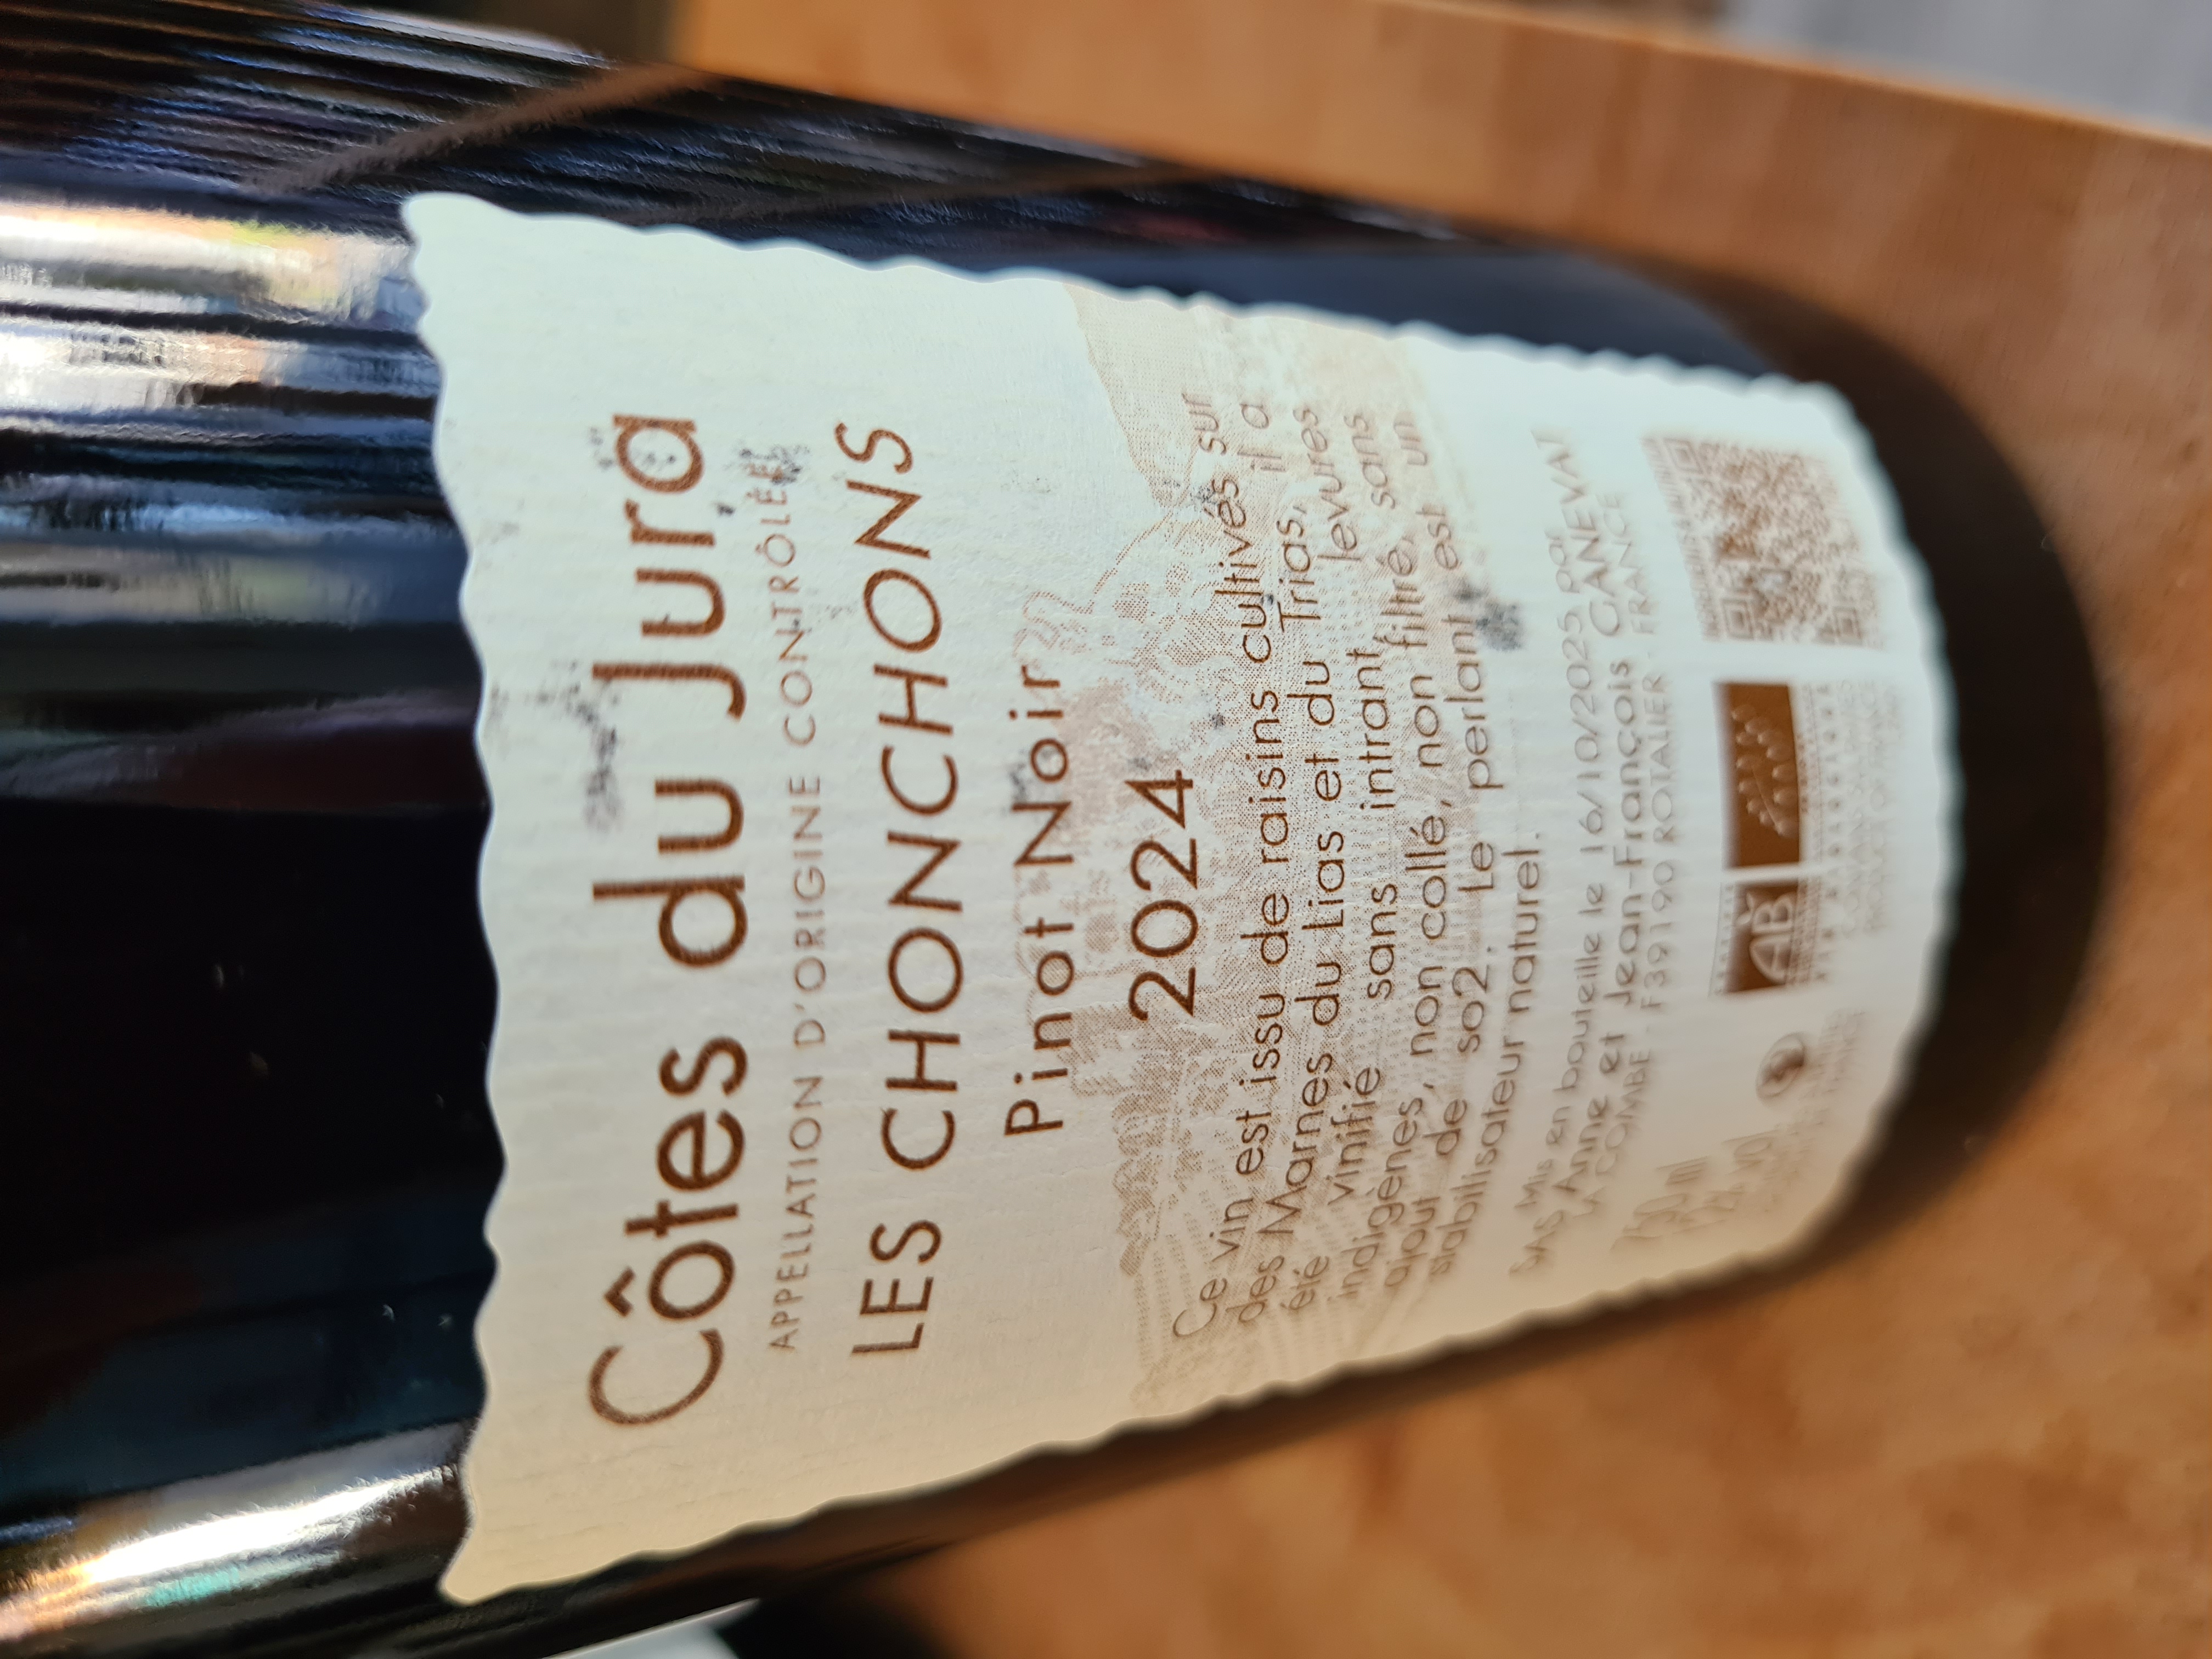 Côtes du Jura
APPELLATION D'ORIGINE CONTRÔLÉE
LES CHONCHONS
Pinot Noir
2024
Ce vin est issu de raisins cultivés sur
des Marnes du Lias et du Trias, il a
été vinifié sans intrant, levures
indigènes, non collé, non filtré, sans
ajout de so2. Le perlant est un
stabilisateur naturel.
Mis en bouteille le 16/10/2025 par
SAS Anne et Jean-François GANEVAT
LA COMBE - F39190 ROTALIER - FRANCE
750 ml
AB